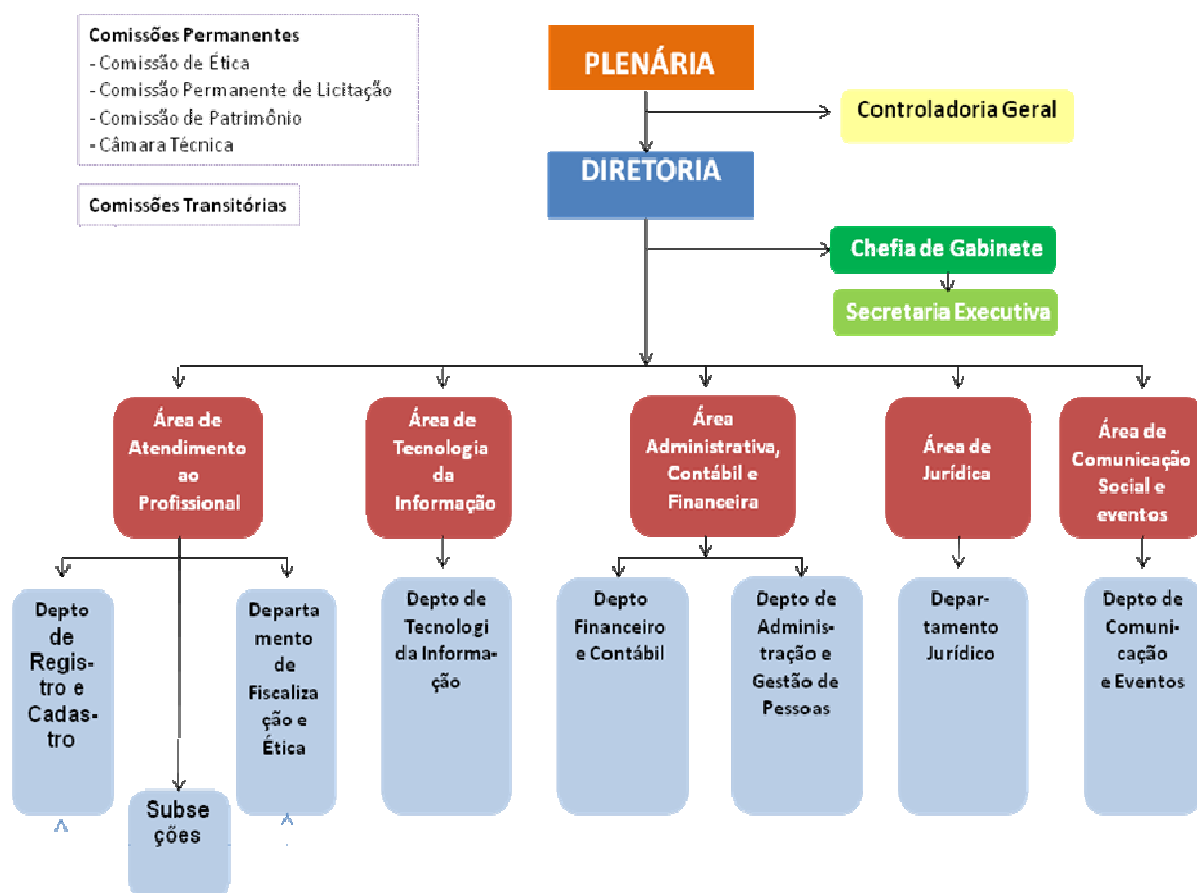 Comissões Permanentes
- Comissão de Ética
- Comissão Permanente de Licitação
- Comissão de Patrimônio
- Câmara Técnica
Comissões Transitórias
PLENÁRIA
Controladoria Geral
DIRETORIA
Chefia de Gabinete
Secretaria Executiva
Área de
Atendimento
ao
Profissional
Área de
Tecnologia
da
Informação
Área
Administrativa,
Contábil e
Financeira
Área de
Jurídica
Área de
Comunicação
Social e
eventos
Depto
de
Regis-
tro e
Cadas-
tro
Subse
ções
Departa
mento
de
Fiscaliza
ção e
Ética
Depto de
Tecnologi
da Informa-
ção
Depto
Financeiro
e Contábil
Depto de
Adminis-
tração e
Gestão de
Pessoas
Depar-
tamento
Jurídico
Depto de
Comuni-
cação
e Eventos